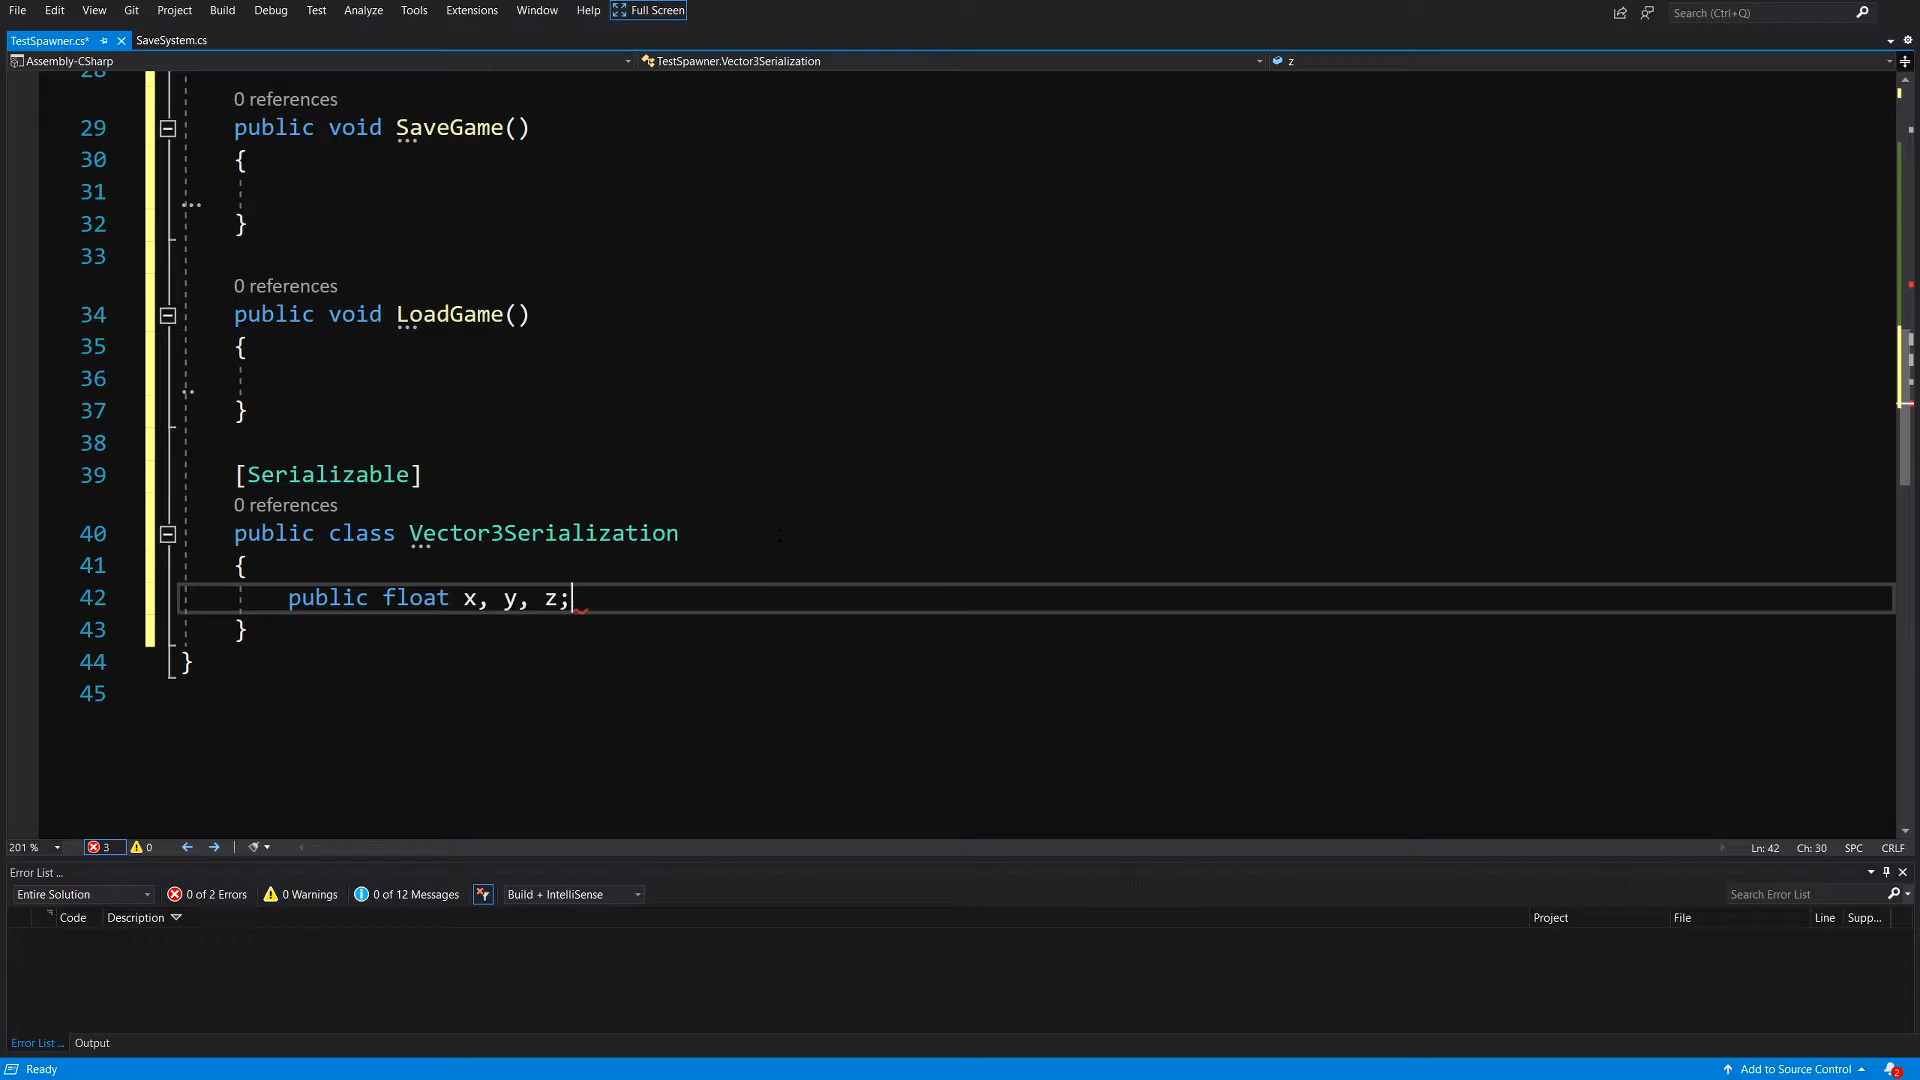 File Edit View Git Project Build Debug Test Analyze Tools Extensions Window Help Full Screen Search (Ctrl+Q)
TestSpawner.cs* SaveSystem.cs
Assembly-CSharp TestSpawner.Vector3Serialization z
28
0 references
29 public void SaveGame()
30 {
31
32 }
33
0 references
34 public void LoadGame()
35 {
36
37 }
38
39 [Serializable]
0 references
40 public class Vector3Serialization
41 {
42 public float x, y, z;
43 }
44 }
45
201 % 3 0 Ln: 42 Ch: 30 SPC CRLF
Error List ...
Entire Solution 0 of 2 Errors 0 Warnings 0 of 12 Messages Build + IntelliSense Search Error List
Code Description Project File Line Supp...
Error List ... Output
Ready Add to Source Control 2